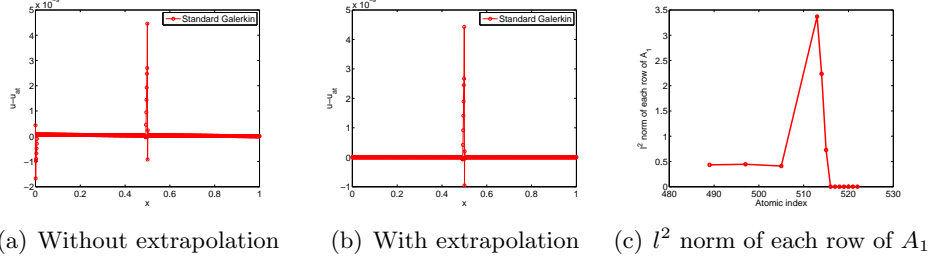 x 10⁻³
Standard Galerkin
5
4
3
2
1
0
−1
−2
u−u_at
0 0.2 0.4 0.6 0.8 1
x
Standard Galerkin
5
4
3
2
1
0
−1
u−u_at
0 0.2 0.4 0.6 0.8 1
x
3.5
3
2.5
2
1.5
1
0.5
0
l² norm of each row of A₁
480 490 500 510 520 530
Atomic index
(a) Without extrapolation
(b) With extrapolation
(c) l² norm of each row of A₁